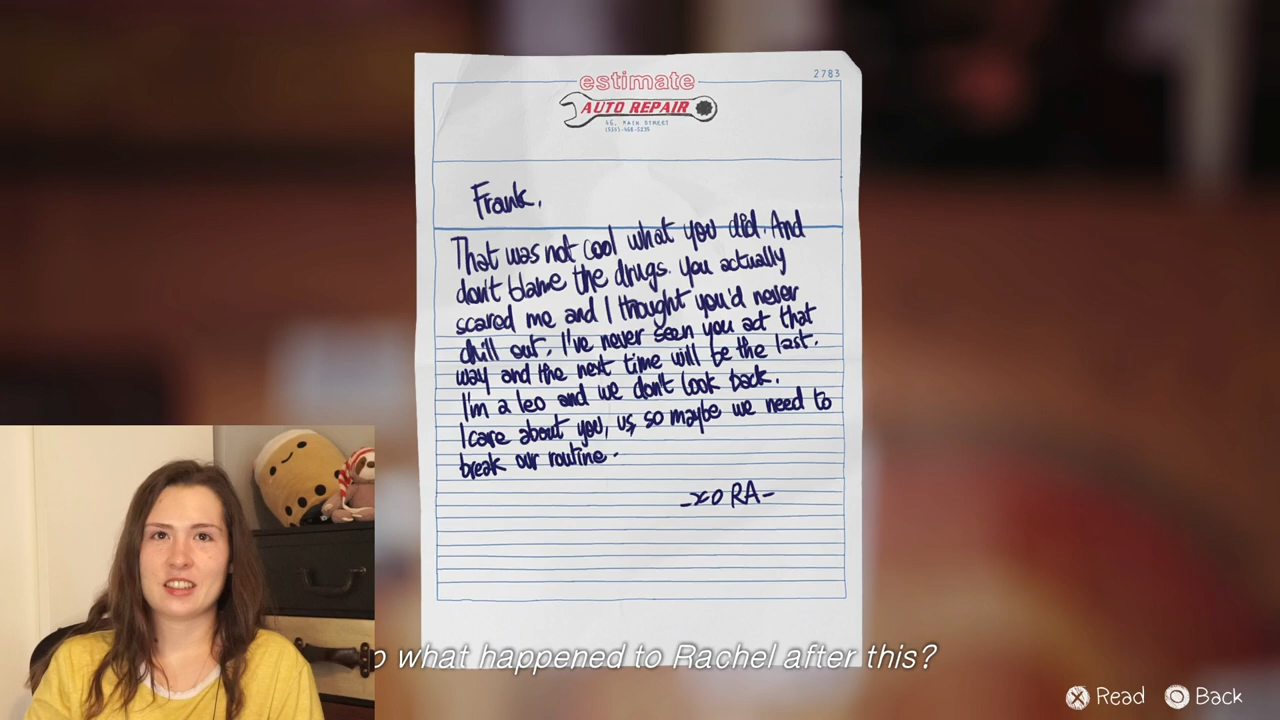 estimate
2783
AUTO REPAIR
46, MAIN STREET
Frank,
That was not cool what you did. And
don't blame the drugs. You actually
scared me and I thought you'd never
chill out. I've never seen you act that
way and the next time will be the last.
I'm a leo and we don't look back.
I care about you, us, so maybe we need to
break our routine.
-xo RA-
o what happened to Rachel after this?
Read Back